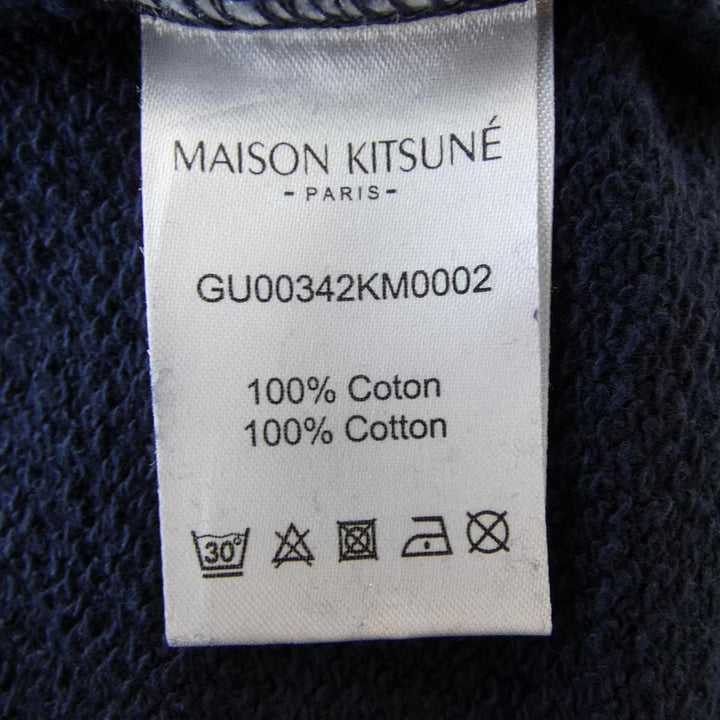 MAISON KITSUNÉ
- PARIS -
GU00342KM0002
100% Coton
100% Cotton
30°